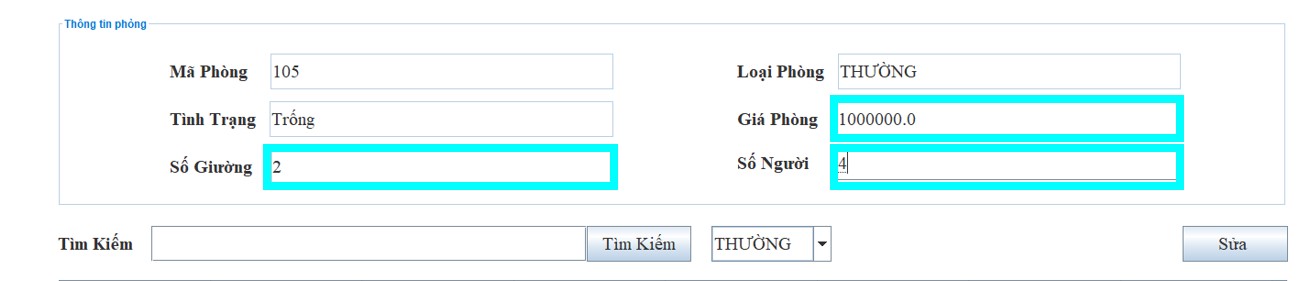 Thông tin phòng
Mã Phòng 105 Loại Phòng THƯỜNG
Tình Trạng Trống Giá Phòng 1000000.0
Số Giường 2 Số Người 4
Tìm Kiếm Tìm Kiếm THƯỜNG Sửa